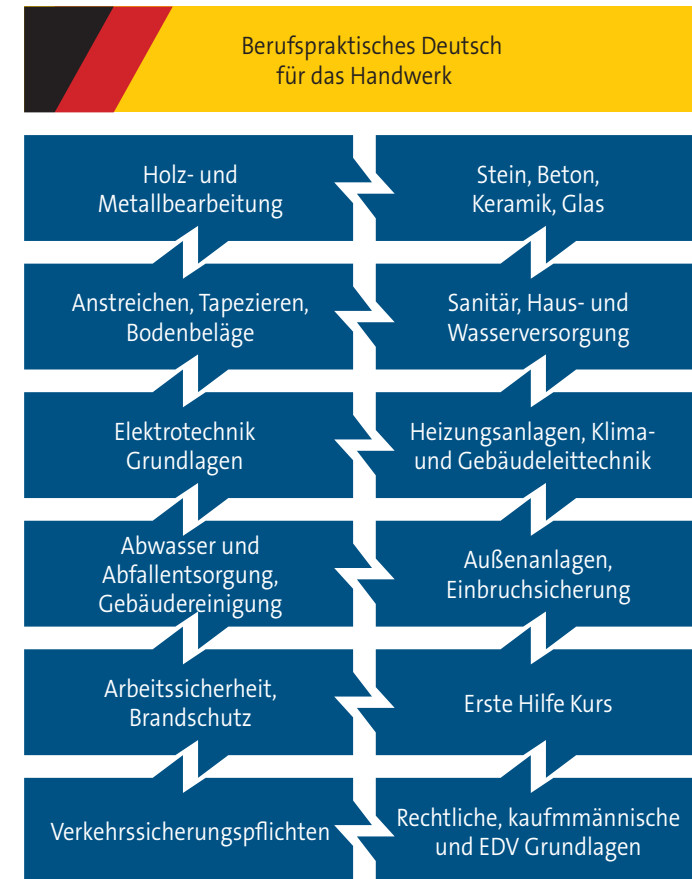 Berufspraktisches Deutsch
für das Handwerk
Holz- und
Metallbearbeitung
Stein, Beton,
Keramik, Glas
Anstreichen, Tapezieren,
Bodenbeläge
Sanitär, Haus- und
Wasserversorgung
Elektrotechnik
Grundlagen
Heizungsanlagen, Klima-
und Gebäudeleittechnik
Abwasser und
Abfallentsorgung,
Gebäudereinigung
Außenanlagen,
Einbruchsicherung
Arbeitssicherheit,
Brandschutz
Erste Hilfe Kurs
Verkehrssicherungspflichten
Rechtliche, kaufmmännische
und EDV Grundlagen